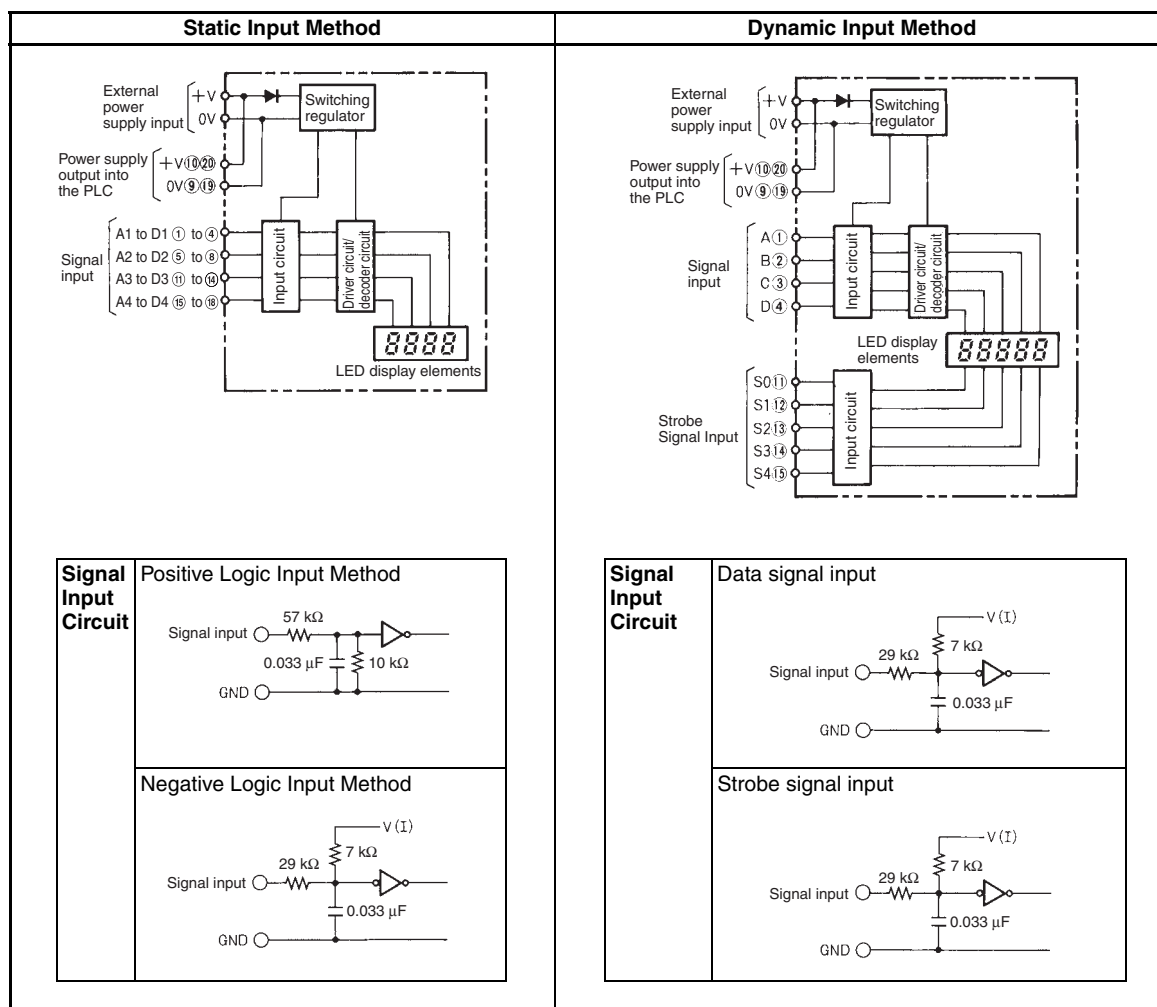 Static Input Method
Dynamic Input Method
External
power
supply input
+V
0V
Switching
regulator
Power supply
output into
the PLC
+V⑩⑳
0V⑨⑲
Signal
input
A1 to D1 ① to ④
A2 to D2 ⑤ to ⑧
A3 to D3 ⑪ to ⑭
A4 to D4 ⑮ to ⑱
Input circuit
Driver circuit/
decoder circuit
8888
LED display elements
External
power
supply input
+V
0V
Switching
regulator
Power supply
output into
the PLC
+V⑩⑳
0V⑨⑲
Signal
input
A①
B②
C③
D④
Input circuit
Driver circuit/
decoder circuit
LED display
elements
88888
Strobe
Signal Input
S0⑪
S1⑫
S2⑬
S3⑭
S4⑮
Input circuit
Signal
Input
Circuit
Positive Logic Input Method
57 kΩ
Signal input
0.033 µF
10 kΩ
GND
Negative Logic Input Method
V(I)
7 kΩ
29 kΩ
Signal input
0.033 µF
GND
Signal
Input
Circuit
Data signal input
V(I)
7 kΩ
29 kΩ
Signal input
0.033 µF
GND
Strobe signal input
V(I)
7 kΩ
29 kΩ
Signal input
0.033 µF
GND